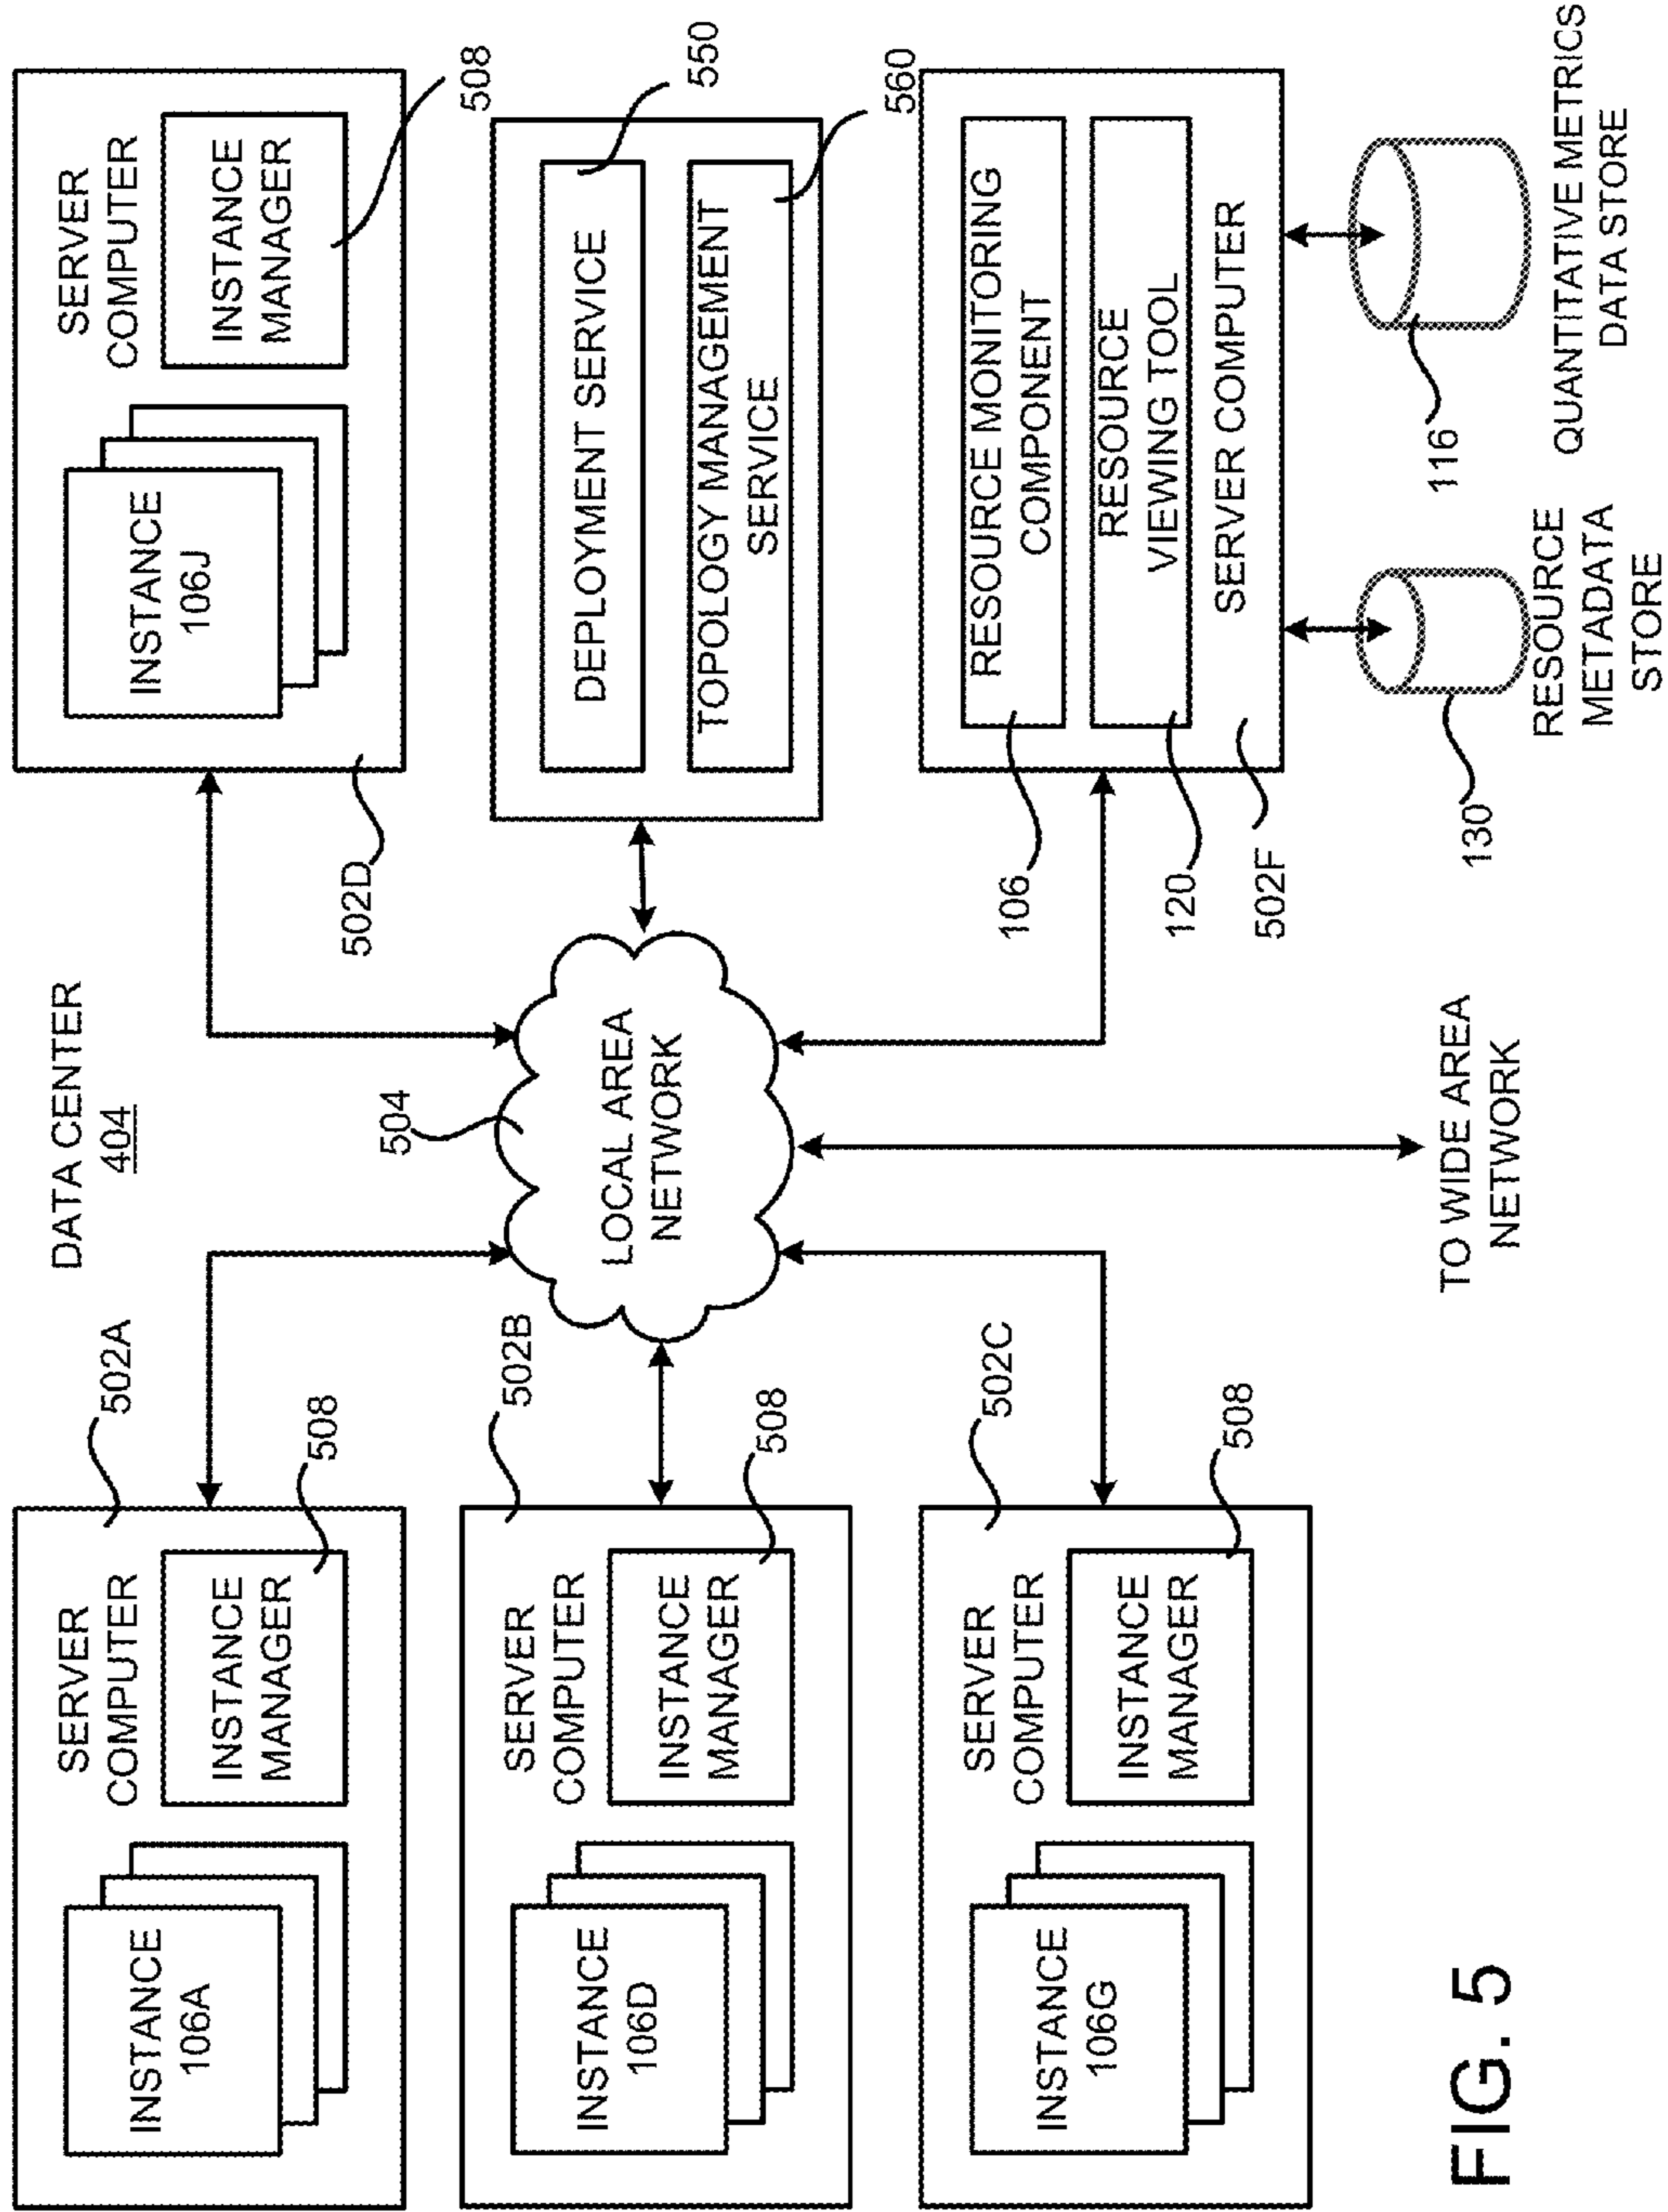 DATA CENTER
404
SERVER
COMPUTER
INSTANCE
106A
INSTANCE
MANAGER
502A
508
SERVER
COMPUTER
INSTANCE
106D
INSTANCE
MANAGER
502B
508
SERVER
COMPUTER
INSTANCE
106G
INSTANCE
MANAGER
502C
508
504
LOCAL AREA
NETWORK
TO WIDE AREA
NETWORK
SERVER
COMPUTER
INSTANCE
106J
INSTANCE
MANAGER
502D
508
DEPLOYMENT SERVICE
550
TOPOLOGY MANAGEMENT
SERVICE
560
RESOURCE MONITORING
COMPONENT
106
RESOURCE
VIEWING TOOL
120
SERVER COMPUTER
502F
130
RESOURCE
METADATA
STORE
116
QUANTITATIVE METRICS
DATA STORE
FIG. 5